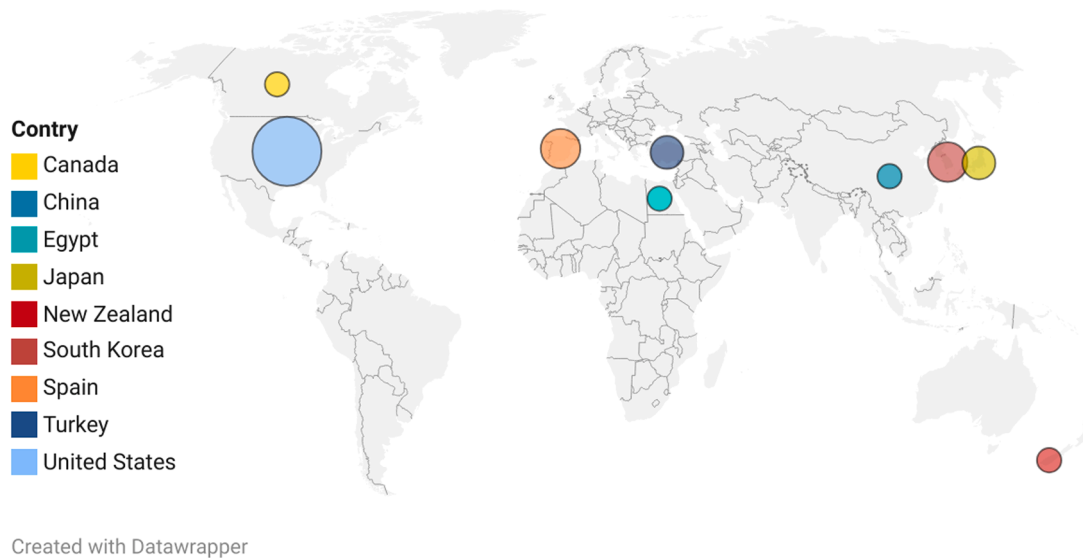 Contry
Canada
China
Egypt
Japan
New Zealand
South Korea
Spain
Turkey
United States
Created with Datawrapper